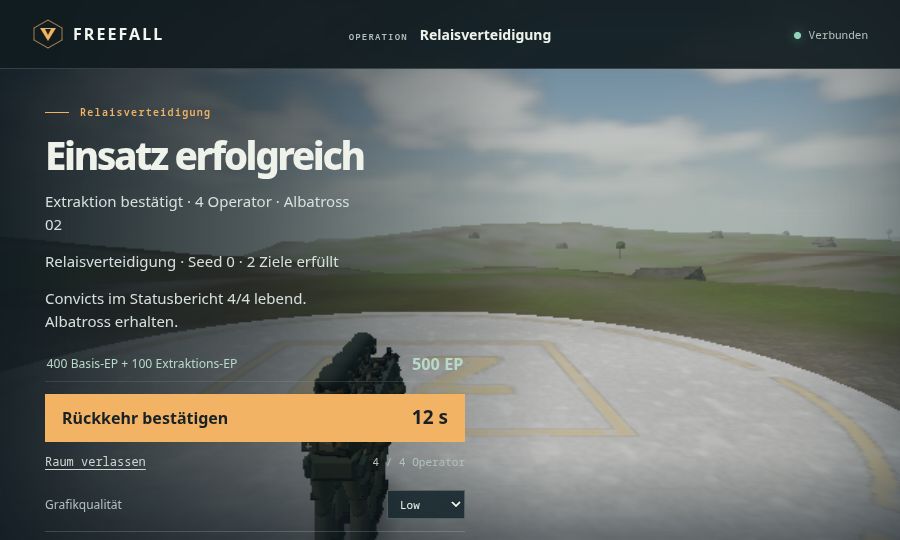 FREEFALL
OPERATION Relaisverteidigung
Verbunden
Relaisverteidigung
Einsatz erfolgreich
Extraktion bestätigt · 4 Operator · Albatross
02
Relaisverteidigung · Seed 0 · 2 Ziele erfüllt
Convicts im Statusbericht 4/4 lebend.
Albatross erhalten.
400 Basis-EP + 100 Extraktions-EP 500 EP
Rückkehr bestätigen 12 s
Raum verlassen 4 / 4 Operator
Grafikqualität Low